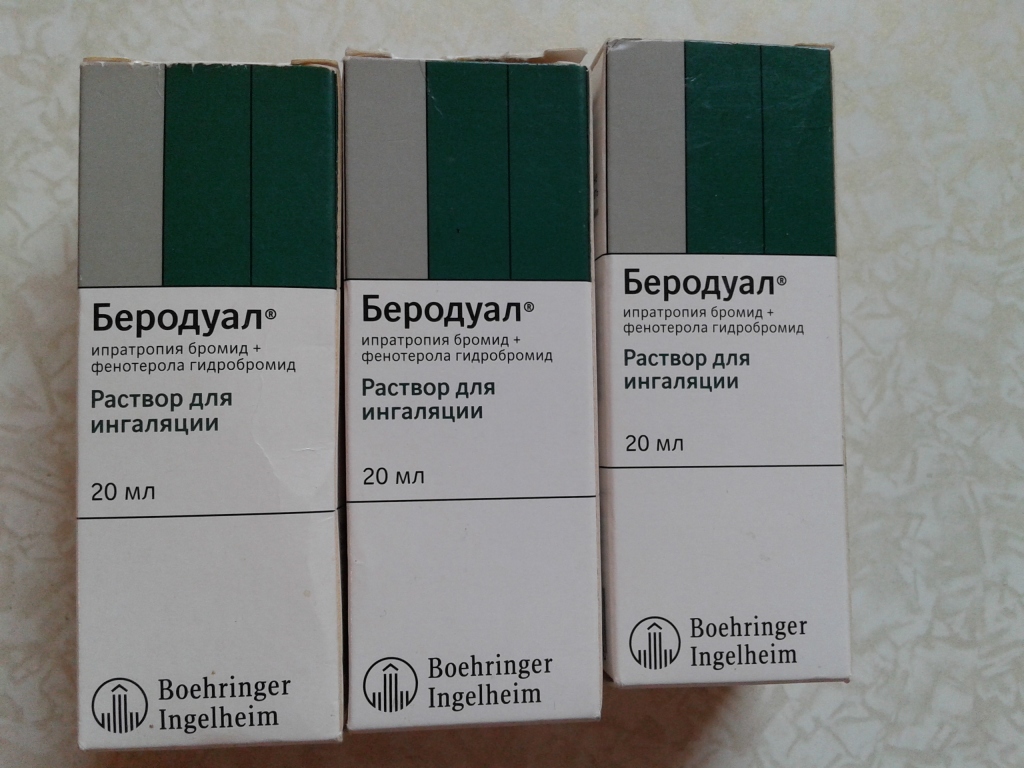 Беродуал®
ипратропия бромид +
фенотерола гидробромид
Раствор для
ингаляции
20 мл
Boehringer
Ingelheim
Беродуал®
ипратропия бромид +
фенотерола гидробромид
Раствор для
ингаляции
20 мл
Boehringer
Ingelheim
Беродуал®
ипратропия бромид +
фенотерола гидробромид
Раствор для
ингаляции
20 мл
Boehringer
Ingelheim